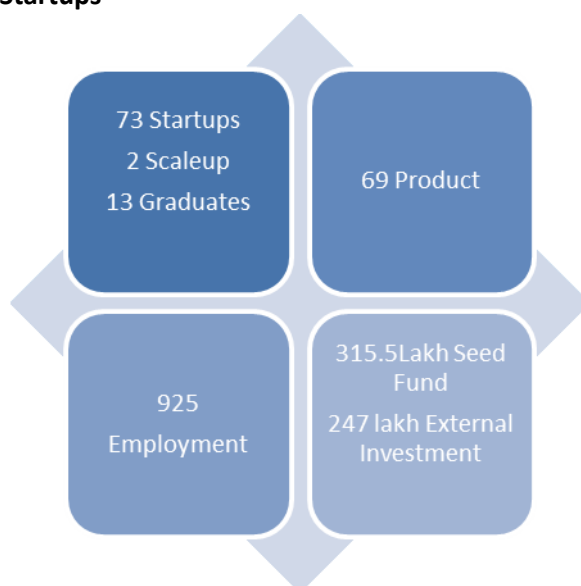 Startups
73 Startups
2 Scaleup
13 Graduates
69 Product
925
Employment
315.5Lakh Seed
Fund
247 lakh External
Investment